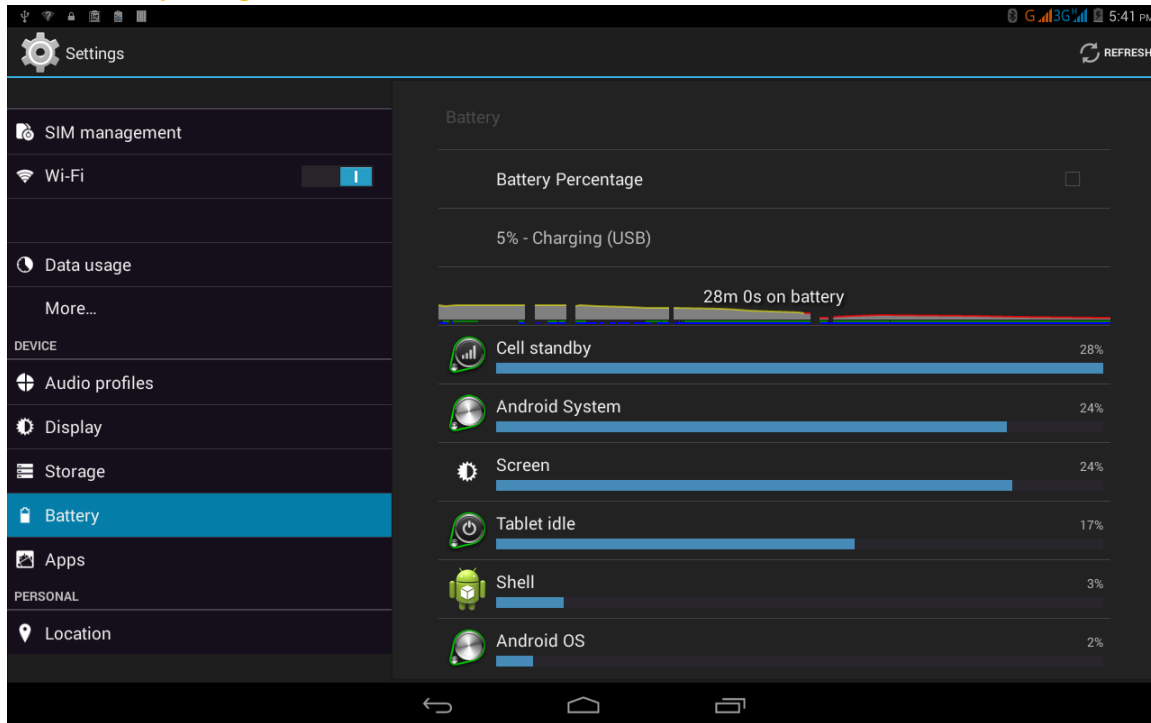 G 3G H 5:41 PM
Settings
REFRESH
SIM management
Wi-Fi
Data usage
More...
DEVICE
Audio profiles
Display
Storage
Battery
Apps
PERSONAL
Location
Battery
Battery Percentage
5% - Charging (USB)
28m 0s on battery
Cell standby 28%
Android System 24%
Screen 24%
Tablet idle 17%
Shell 3%
Android OS 2%